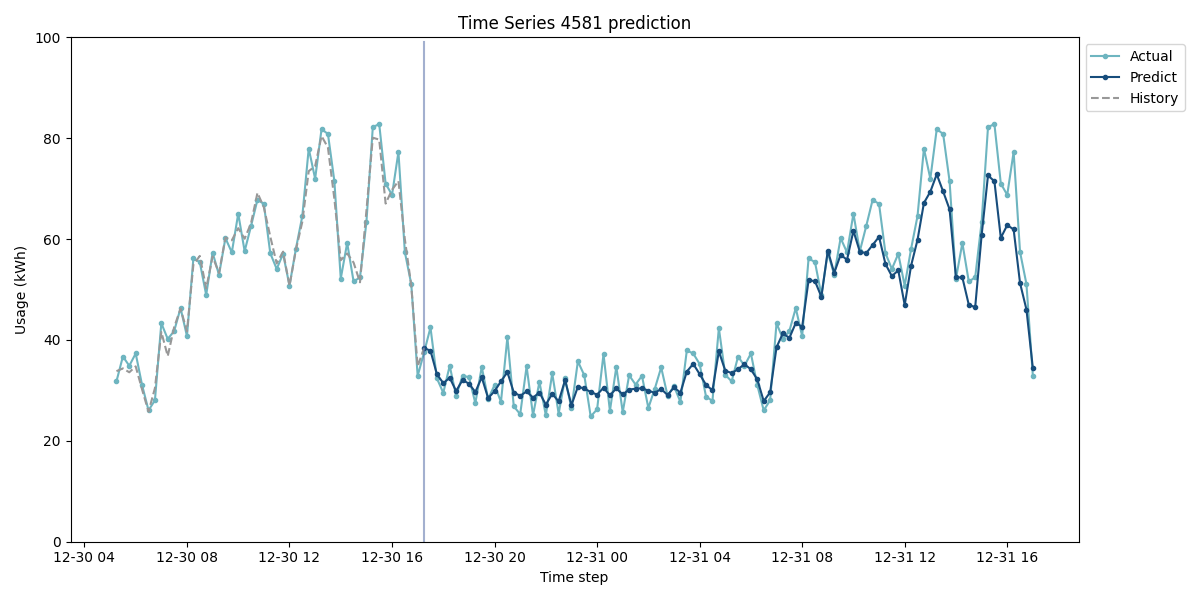 Time Series 4581 prediction
100
80
60
40
20
0
Usage (kWh)
12-30 04
12-30 08
12-30 12
12-30 16
12-30 20
12-31 00
12-31 04
12-31 08
12-31 12
12-31 16
Time step
Actual
Predict
History